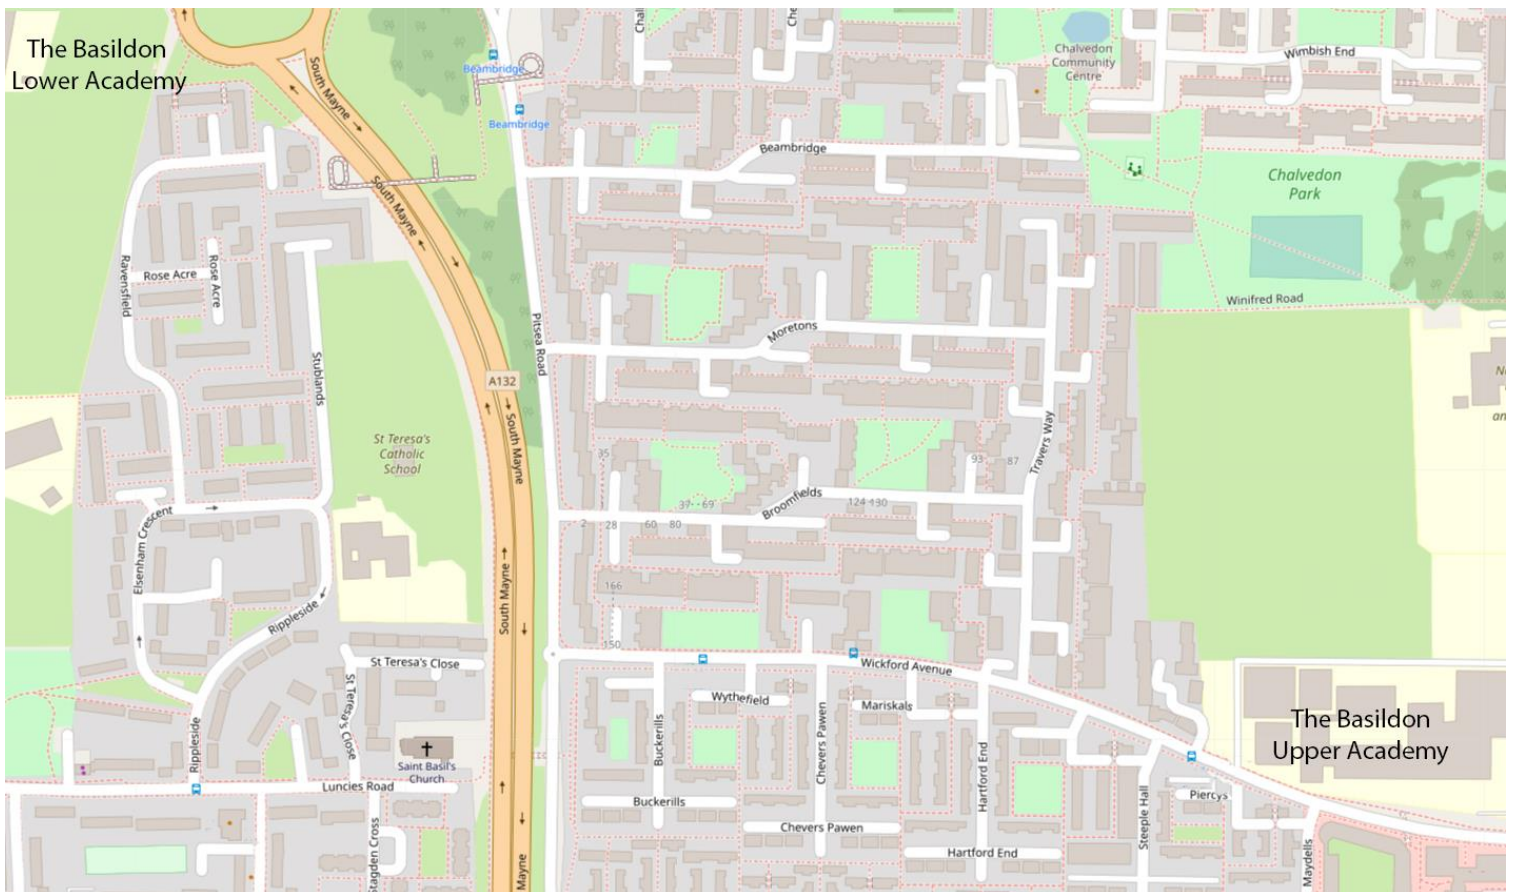 The Basildon
Lower Academy
South Mayne
Beambridge
Beambridge
Chalvedon
Community
Centre
Wimbish End
Beambridge
South Mayne
Chalvedon
Park
Ravensfield
Rose Acre
Rose Acre
Winifred Road
Pitsea Road
Moretons
Stublands
A132
South Mayne
St Teresa's
Catholic
School
Travers Way
35
93
87
37 - 69
Broomfields
124-130
2
28
60
80
Elsenham Crescent
South Mayne
166
Rippleside
150
St Teresa's Close
Wickford Avenue
St Teresa's Close
Wythefield
Mariskals
Buckerills
Chevers Pawen
Rippleside
The Basildon
Upper Academy
Saint Basil's
Church
Hartford End
Luncies Road
Buckerills
Piercys
Steeple Hall
Chevers Pawen
Hartford End
Stagden Cross
Mayne
Maydells